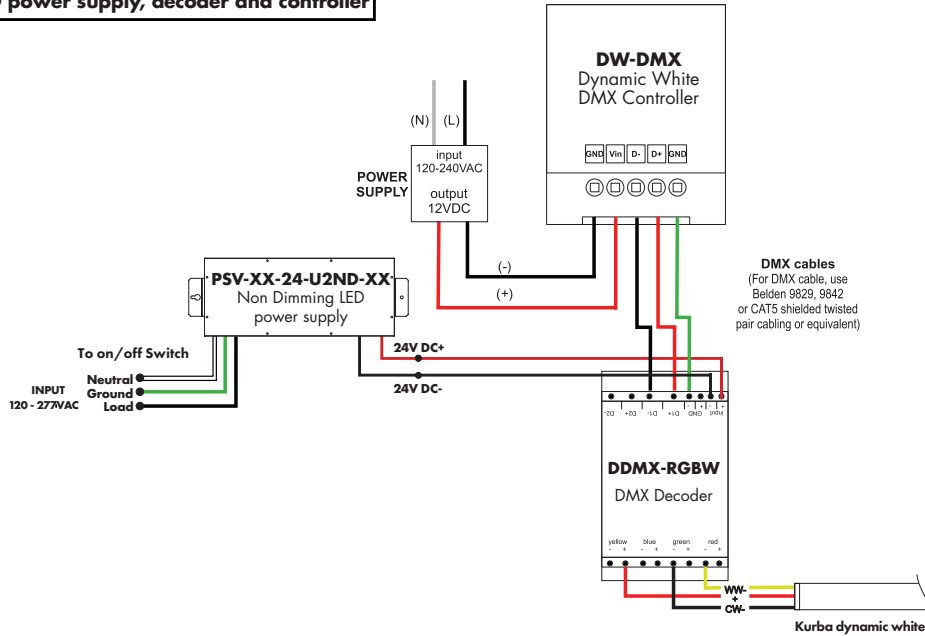 power supply, decoder and controller
DW-DMX
Dynamic White
DMX Controller
GND Vin D- D+ GND
(N) (L)
input
120-240VAC
output
12VDC
POWER
SUPPLY
(-)
(+)
DMX cables
(For DMX cable, use
Belden 9829, 9842
or CAT5 shielded twisted
pair cabling or equivalent)
PSV-XX-24-U2ND-XX
Non Dimming LED
power supply
To on/off Switch
Neutral
Ground
Load
INPUT
120 - 277VAC
24V DC+
24V DC-
D2- D2+ D1- D1+ GND Input
- + - +
DDMX-RGBW
DMX Decoder
yellow blue green red
- + - + - + - +
WW-
+
CW-
Kurba dynamic white